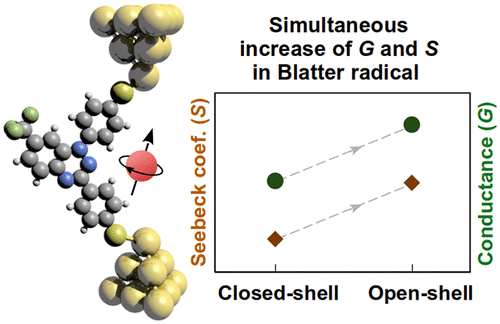 Simultaneous
increase of G and S
in Blatter radical
Seebeck coef. (S)
Conductance (G)
Closed-shell
Open-shell